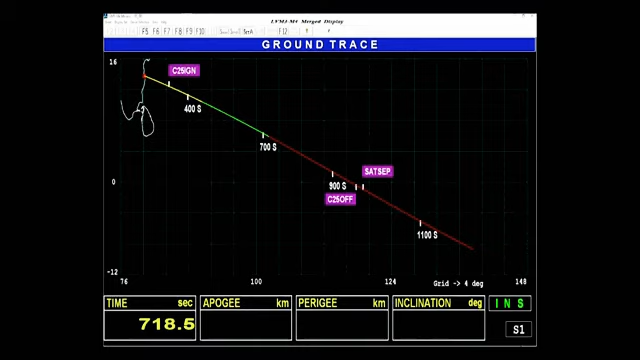 LVM3-M4 Merged Display
F5 F6 F7 F8 F9 F10
F12
GROUND TRACE
16
C25IGN
400 S
700 S
SATSEP
0
900 S
C25OFF
1100 S
-12
Grid -> 4 deg
76 100 124 148
TIME sec
718.5
APOGEE km
PERIGEE km
INCLINATION deg
INS
S1